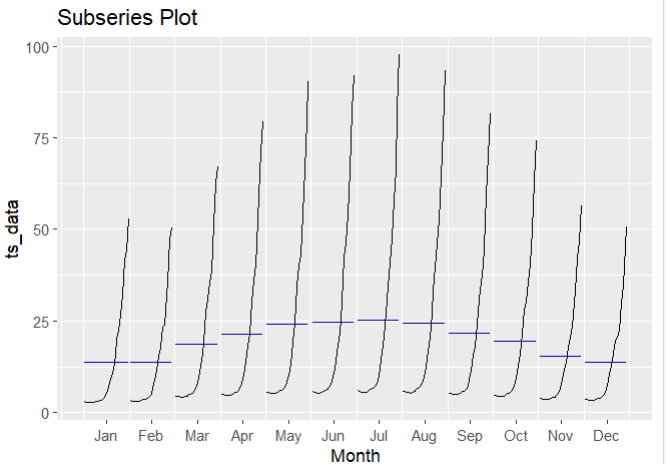 Subseries Plot
100
75
50
25
0
ts_data
Jan Feb Mar Apr May Jun Jul Aug Sep Oct Nov Dec
Month